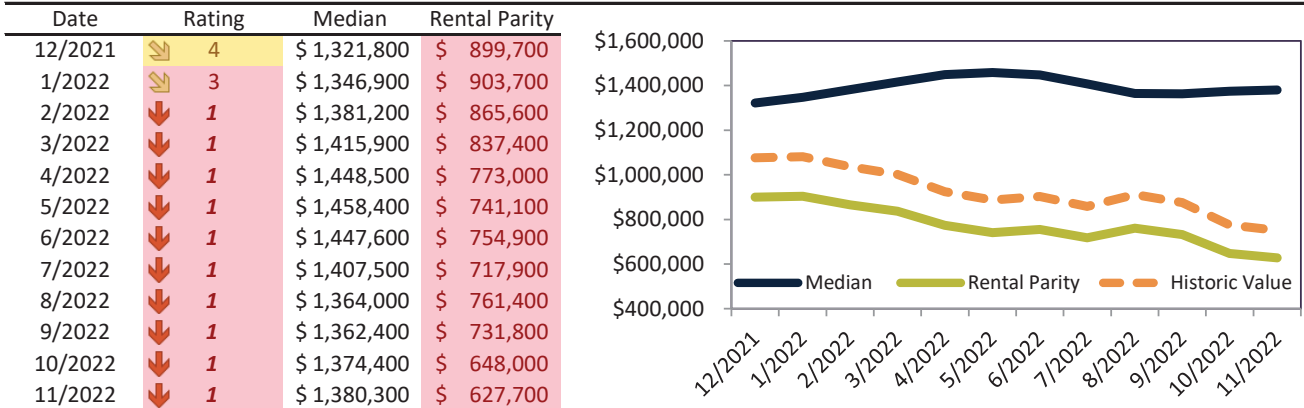 Date Rating Median Rental Parity
12/2021 4 $ 1,321,800 $ 899,700
1/2022 3 $ 1,346,900 $ 903,700
2/2022 1 $ 1,381,200 $ 865,600
3/2022 1 $ 1,415,900 $ 837,400
4/2022 1 $ 1,448,500 $ 773,000
5/2022 1 $ 1,458,400 $ 741,100
6/2022 1 $ 1,447,600 $ 754,900
7/2022 1 $ 1,407,500 $ 717,900
8/2022 1 $ 1,364,000 $ 761,400
9/2022 1 $ 1,362,400 $ 731,800
10/2022 1 $ 1,374,400 $ 648,000
11/2022 1 $ 1,380,300 $ 627,700
$1,600,000
$1,400,000
$1,200,000
$1,000,000
$800,000
$600,000
$400,000
Median Rental Parity Historic Value
12/2021 1/2022 2/2022 3/2022 4/2022 5/2022 6/2022 7/2022 8/2022 9/2022 10/2022 11/2022